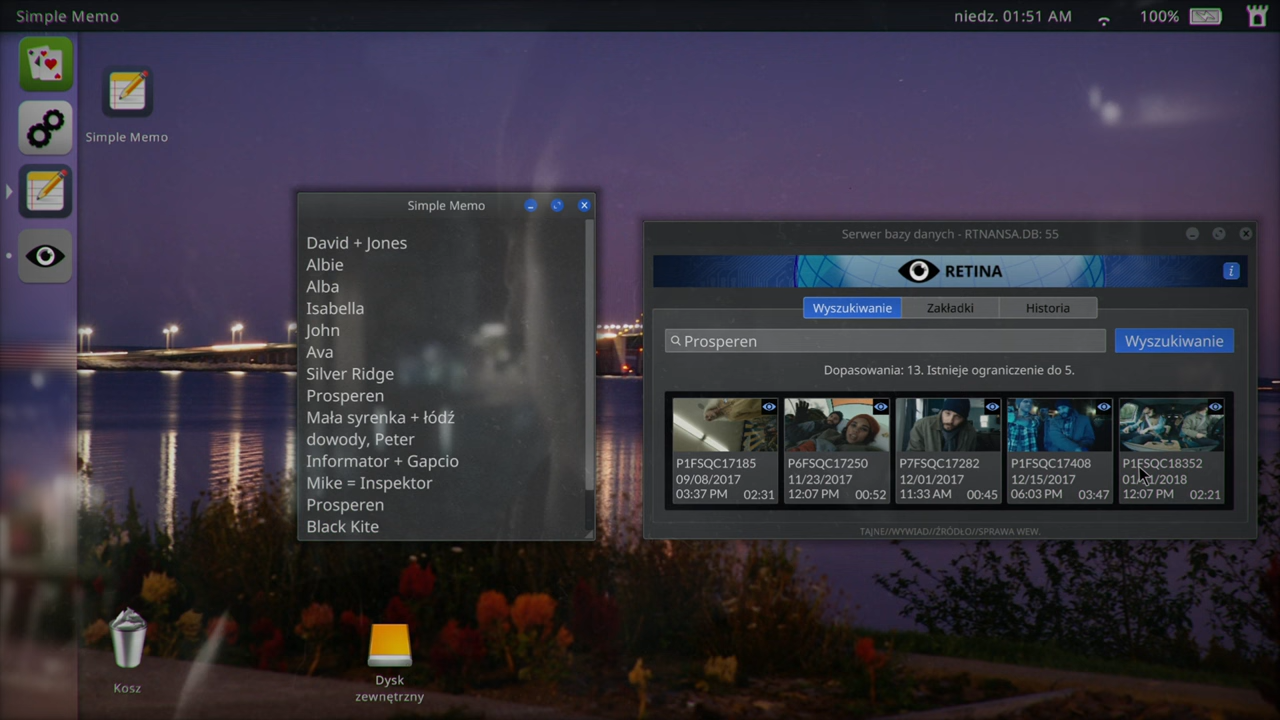 Simple Memo
niedz. 01:51 AM
100%
Simple Memo
Simple Memo
David + Jones
Albie
Alba
Isabella
John
Ava
Silver Ridge
Prosperen
Mała syrenka + łódź
dowody, Peter
Informator + Gapcio
Mike = Inspektor
Prosperen
Black Kite
Serwer bazy danych - RTNANSA.DB: 55
RETINA
i
Wyszukiwanie Zakładki Historia
Prosperen
Wyszukiwanie
Dopasowania: 13. Istnieje ograniczenie do 5.
P1FSQC17185
09/08/2017
03:37 PM 02:31
P6FSQC17250
11/23/2017
12:07 PM 00:52
P7FSQC17282
12/01/2017
11:33 AM 00:45
P1FSQC17408
12/15/2017
06:03 PM 03:47
P1FSQC18352
/2018
12:07 PM 02:21
TAJNE//WYWIAD//ŹRÓDŁO//SPRAWA WEW.
Kosz
Dysk
zewnętrzny